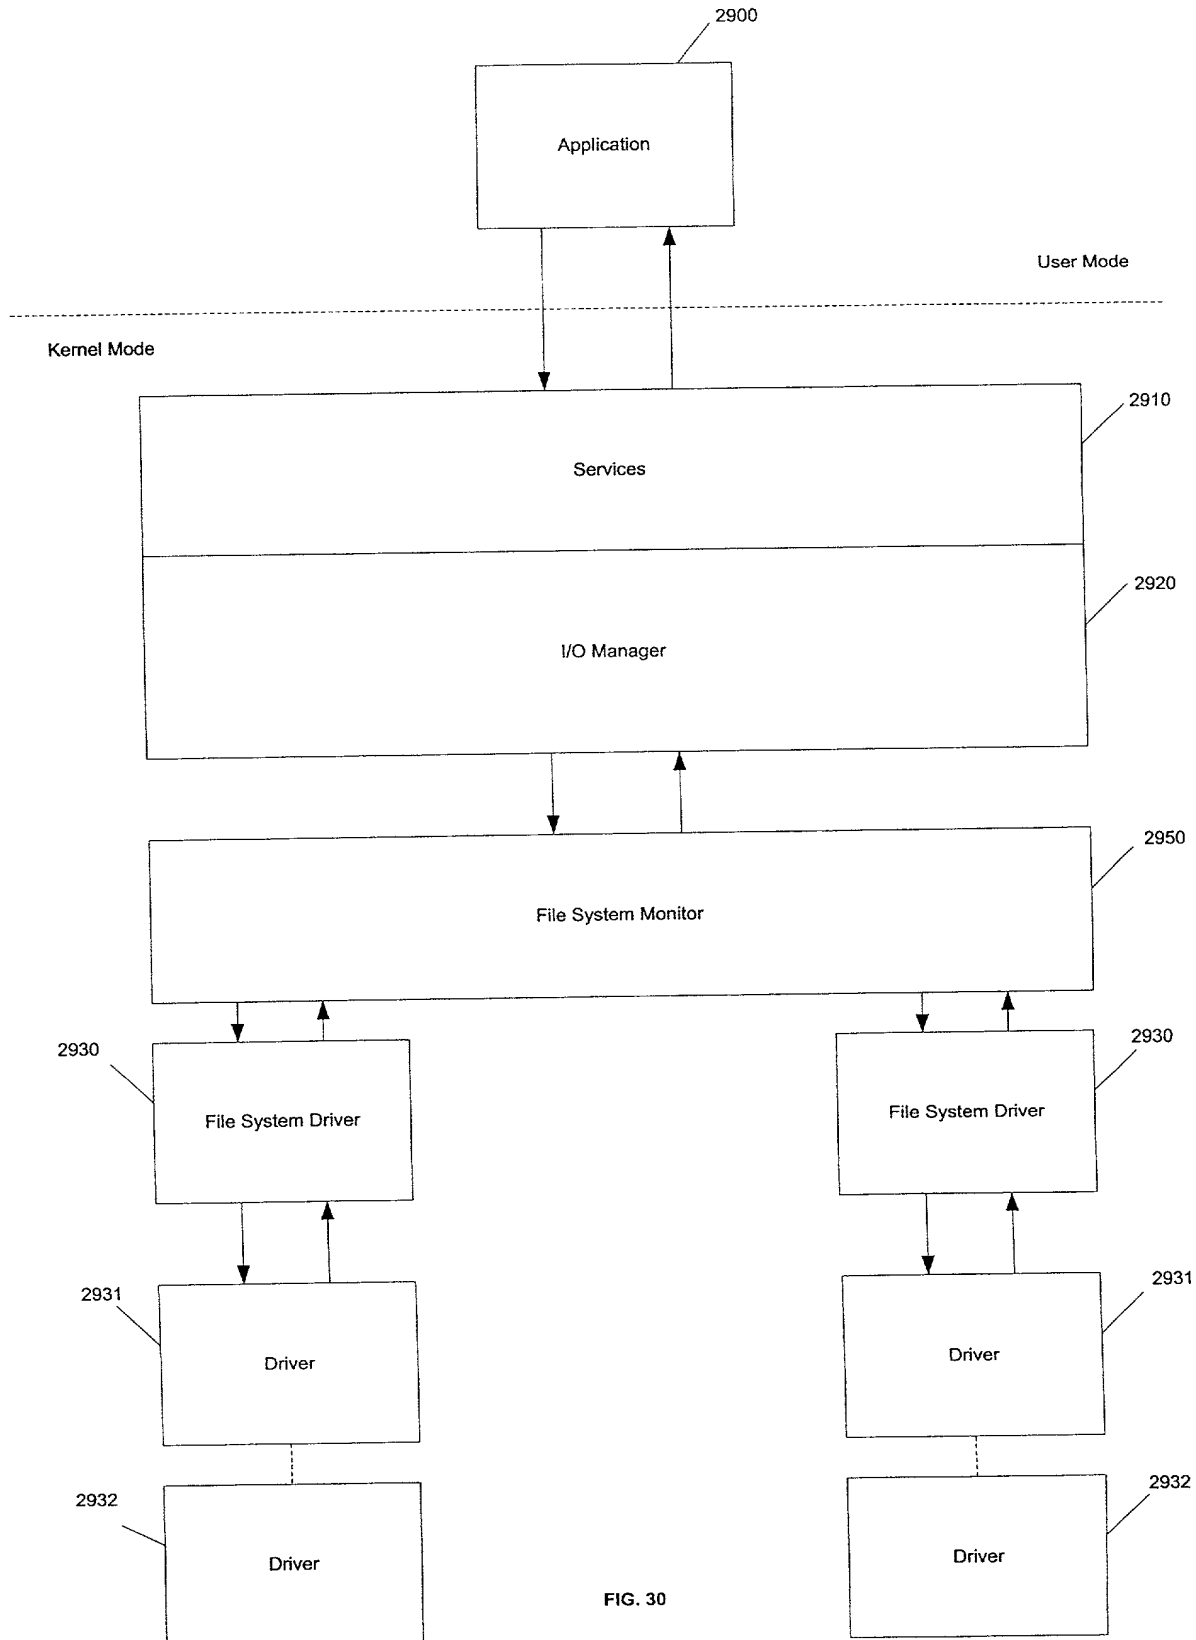 2900
Application
User Mode
Kernel Mode
2910
Services
2920
I/O Manager
2950
File System Monitor
2930
2930
File System Driver
File System Driver
2931
2931
Driver
Driver
2932
2932
Driver
Driver
FIG. 30